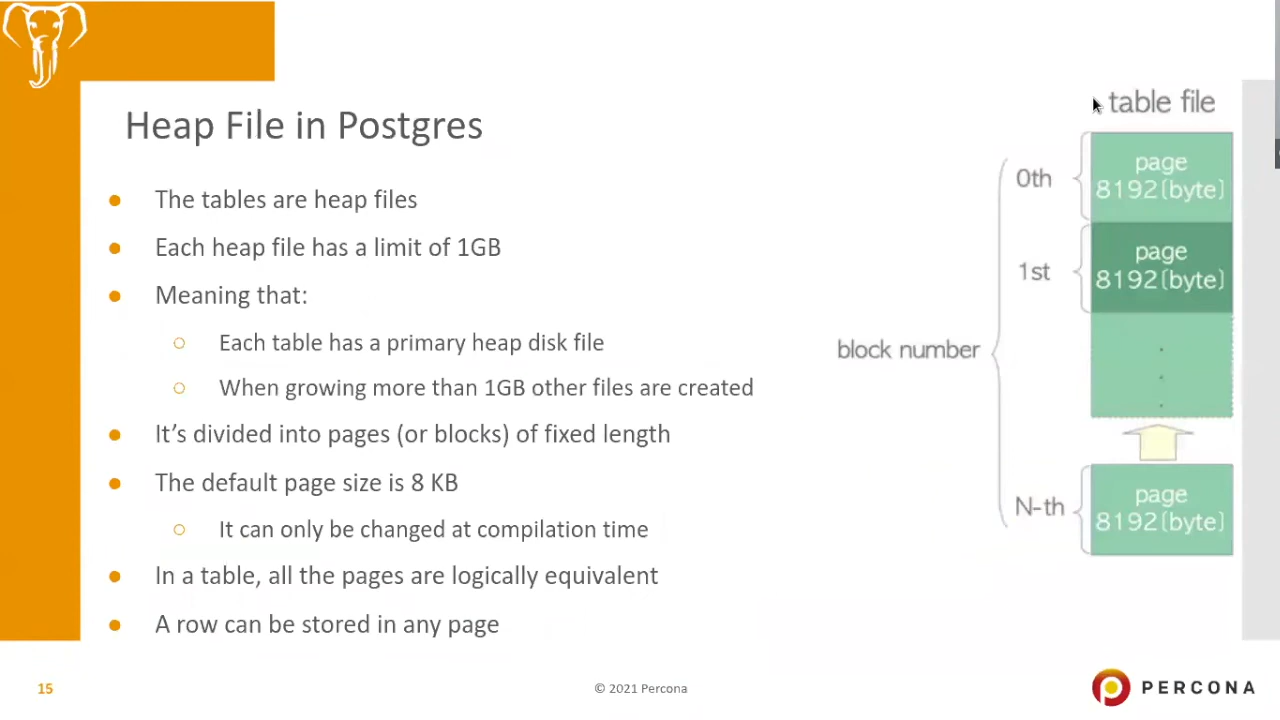 Heap File in Postgres
The tables are heap files
Each heap file has a limit of 1GB
Meaning that:
Each table has a primary heap disk file
When growing more than 1GB other files are created
It's divided into pages (or blocks) of fixed length
The default page size is 8 KB
It can only be changed at compilation time
In a table, all the pages are logically equivalent
A row can be stored in any page
table file
0th
page
8192(byte)
1st
page
8192(byte)
block number
N-th
page
8192(byte)
15
© 2021 Percona
PERCONA